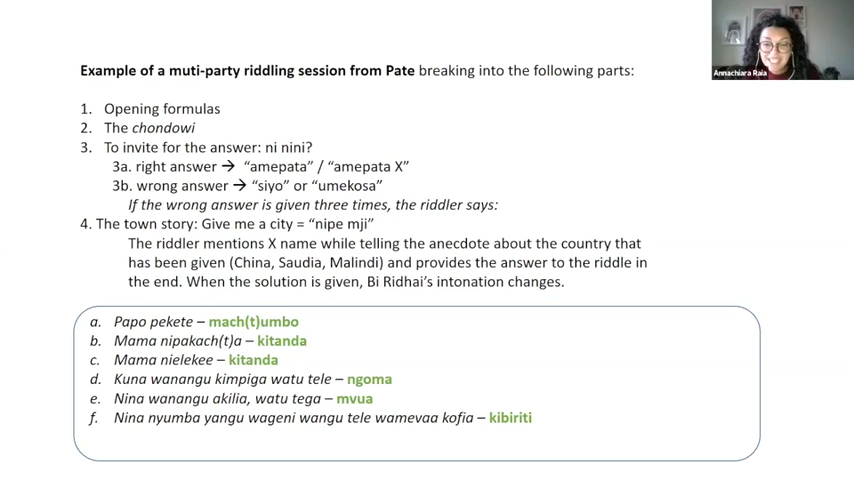 Annachiara Raia
Example of a muti-party riddling session from Pate breaking into the following parts:
1. Opening formulas
2. The chondowi
3. To invite for the answer: ni nini?
3a. right answer → "amepata" / "amepata X"
3b. wrong answer → "siyo" or "umekosa"
If the wrong answer is given three times, the riddler says:
4. The town story: Give me a city = "nipe mji"
The riddler mentions X name while telling the anecdote about the country that
has been given (China, Saudia, Malindi) and provides the answer to the riddle in
the end. When the solution is given, Bi Ridhai's intonation changes.
a. Papo pekete – mach(t)umbo
b. Mama nipakach(t)a – kitanda
c. Mama nielekee – kitanda
d. Kuna wanangu kimpiga watu tele – ngoma
e. Nina wanangu akilia, watu tega – mvua
f. Nina nyumba yangu wageni wangu tele wamevaa kofia – kibiriti